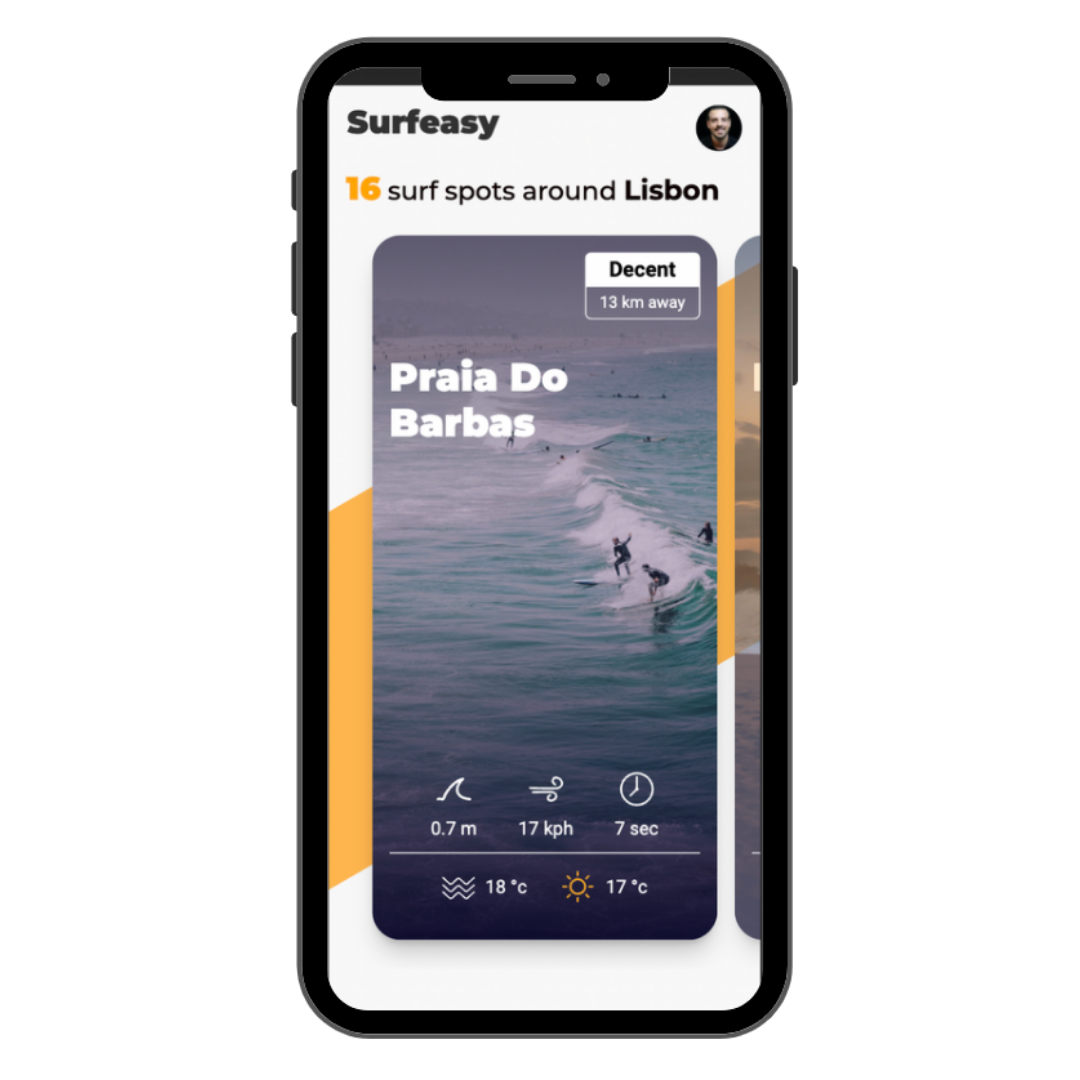 Surfeasy
16 surf spots around Lisbon
Decent
13 km away
Praia Do
Barbas
0.7 m 17 kph 7 sec
18 °c 17 °c